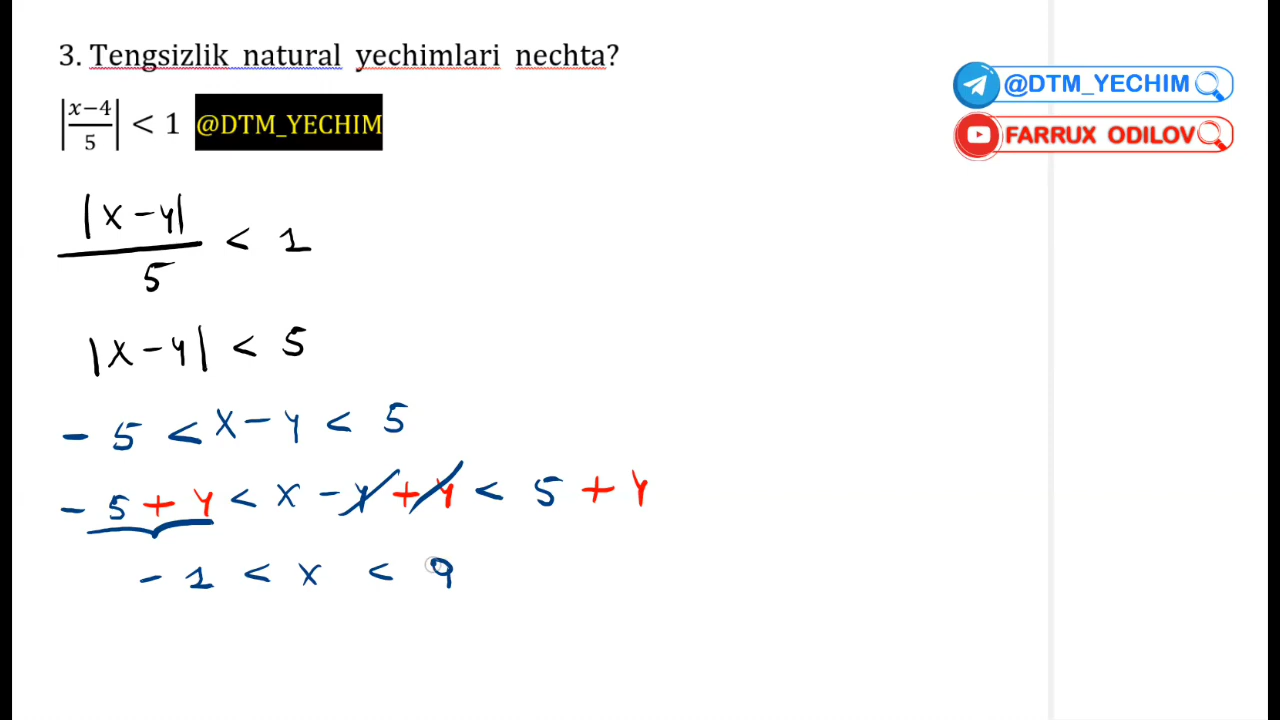 3. Tengsizlik natural yechimlari nechta?
|x−4/5| < 1 @DTM_YECHIM
@DTM_YECHIM
FARRUX ODILOV
|x − 4|/5 < 1
|x − 4| < 5
− 5 < x − 4 < 5
− 5 + 4 < x − 4 + 4 < 5 + 4
− 1 < x < 9